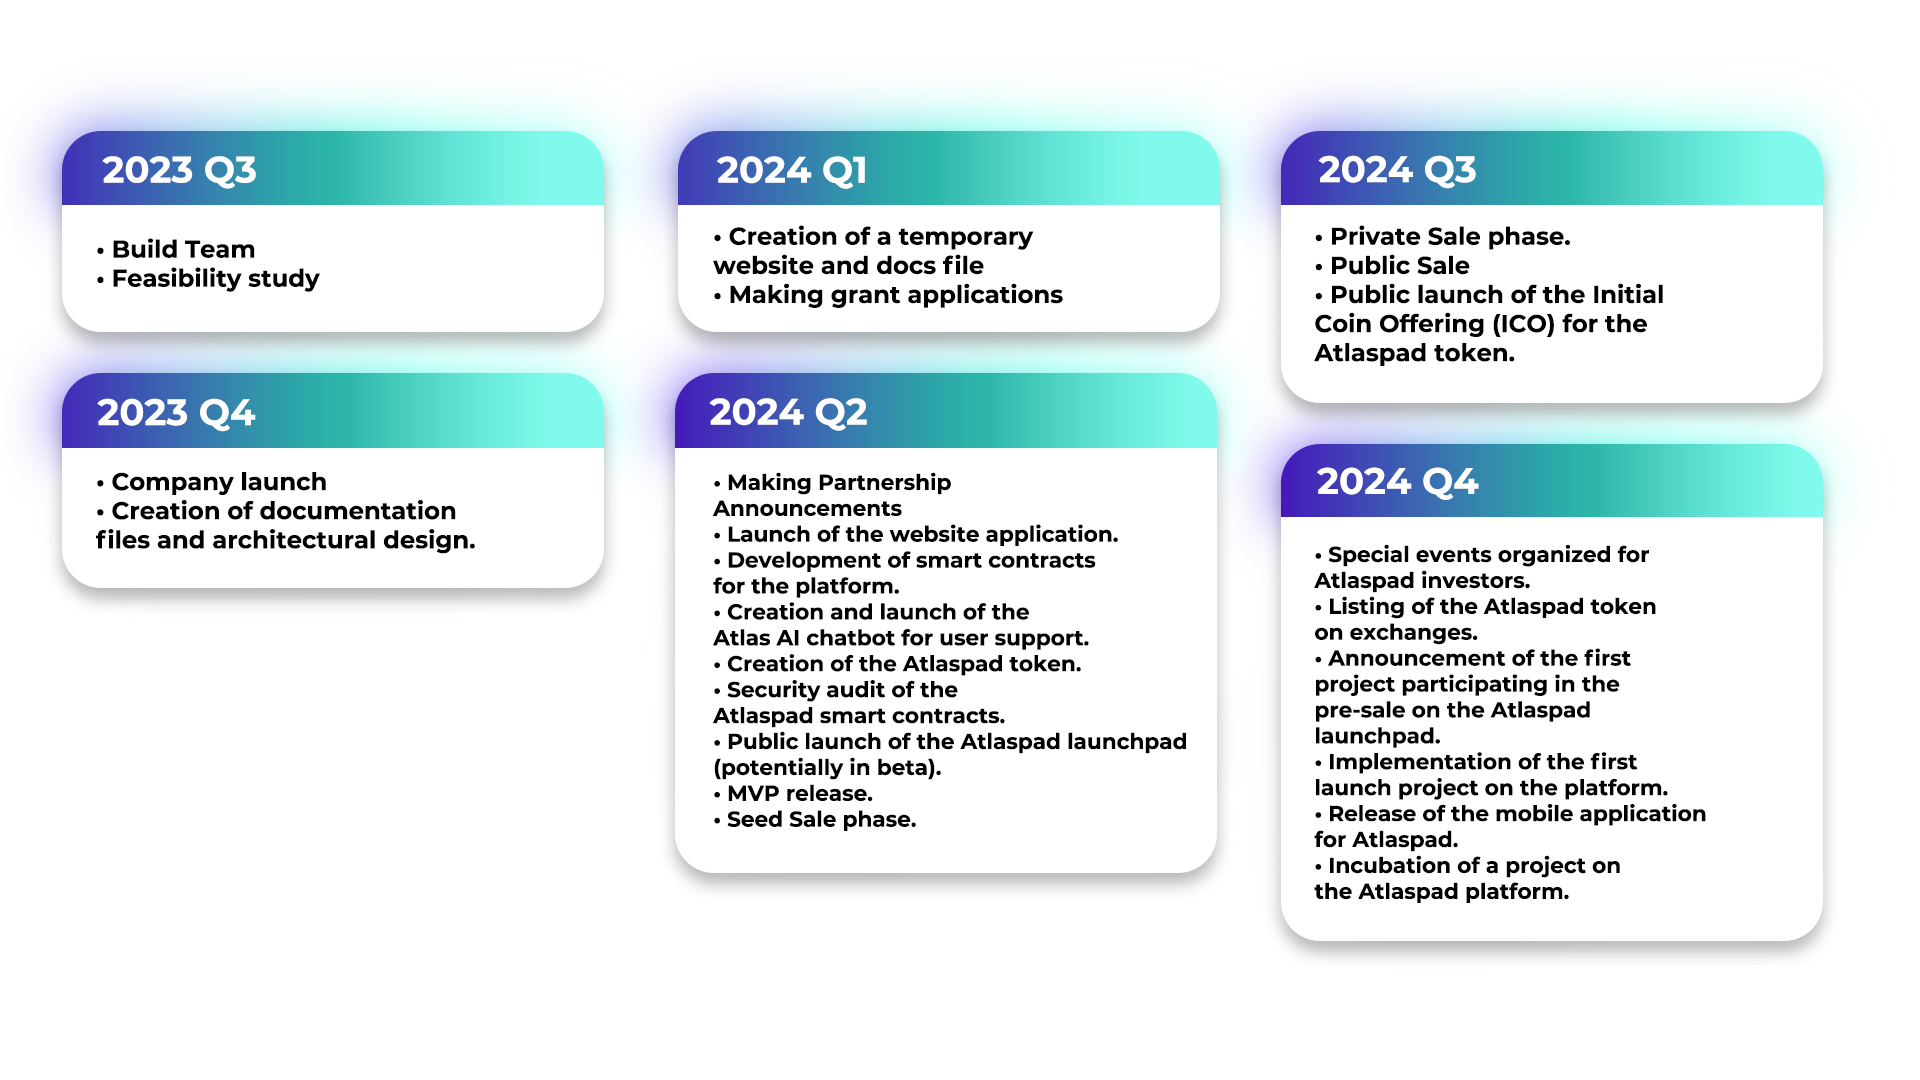 2023 Q3
• Build Team
• Feasibility study
2023 Q4
• Company launch
• Creation of documentation
files and architectural design.
2024 Q1
• Creation of a temporary
website and docs file
• Making grant applications
2024 Q2
• Making Partnership
Announcements
• Launch of the website application.
• Development of smart contracts
for the platform.
• Creation and launch of the
Atlas AI chatbot for user support.
• Creation of the Atlaspad token.
• Security audit of the
Atlaspad smart contracts.
• Public launch of the Atlaspad launchpad
(potentially in beta).
• MVP release.
• Seed Sale phase.
2024 Q3
• Private Sale phase.
• Public Sale
• Public launch of the Initial
Coin Offering (ICO) for the
Atlaspad token.
2024 Q4
• Special events organized for
Atlaspad investors.
• Listing of the Atlaspad token
on exchanges.
• Announcement of the first
project participating in the
pre-sale on the Atlaspad
launchpad.
• Implementation of the first
launch project on the platform.
• Release of the mobile application
for Atlaspad.
• Incubation of a project on
the Atlaspad platform.